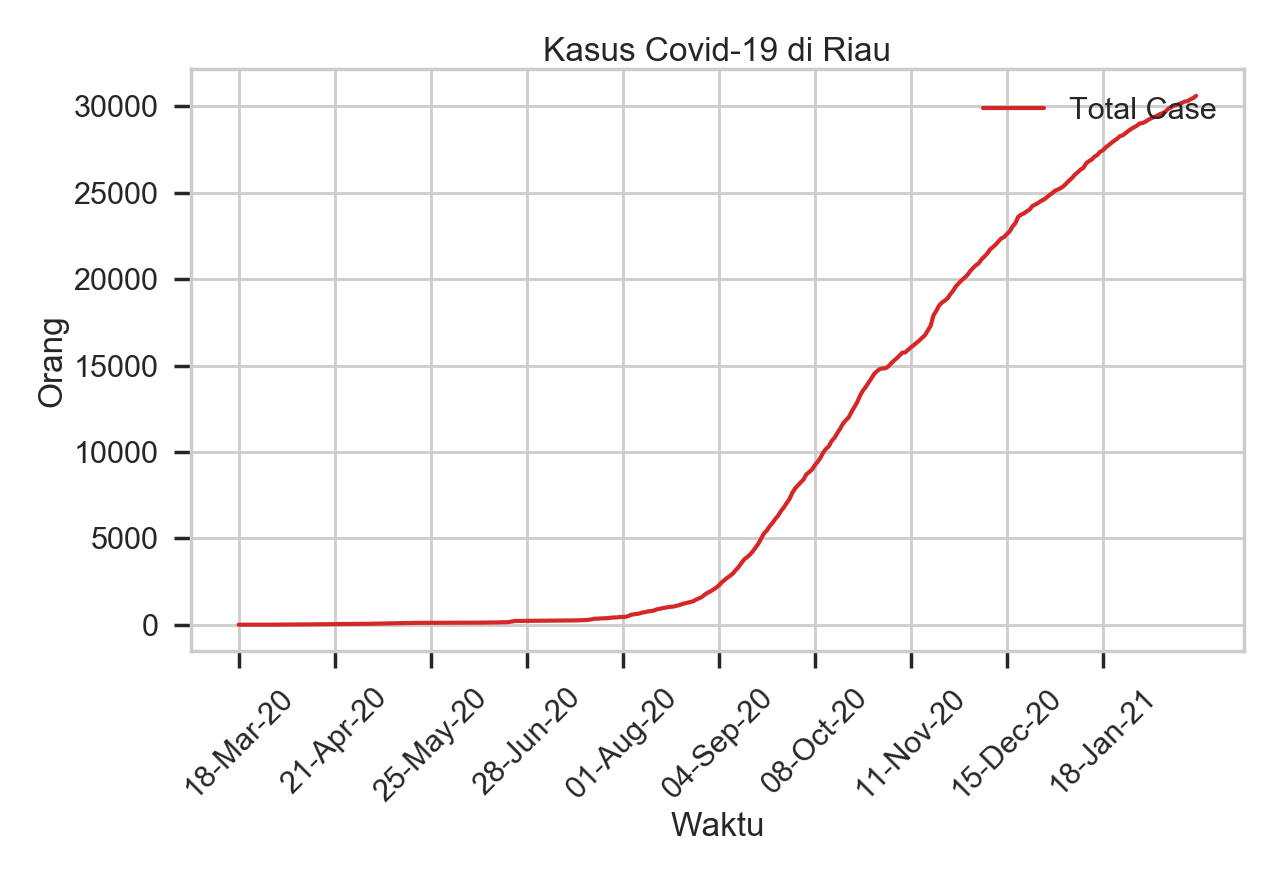 Kasus Covid-19 di Riau
Total Case
30000
25000
20000
15000
10000
5000
0
Orang
18-Mar-20
21-Apr-20
25-May-20
28-Jun-20
01-Aug-20
04-Sep-20
08-Oct-20
11-Nov-20
15-Dec-20
18-Jan-21
Waktu